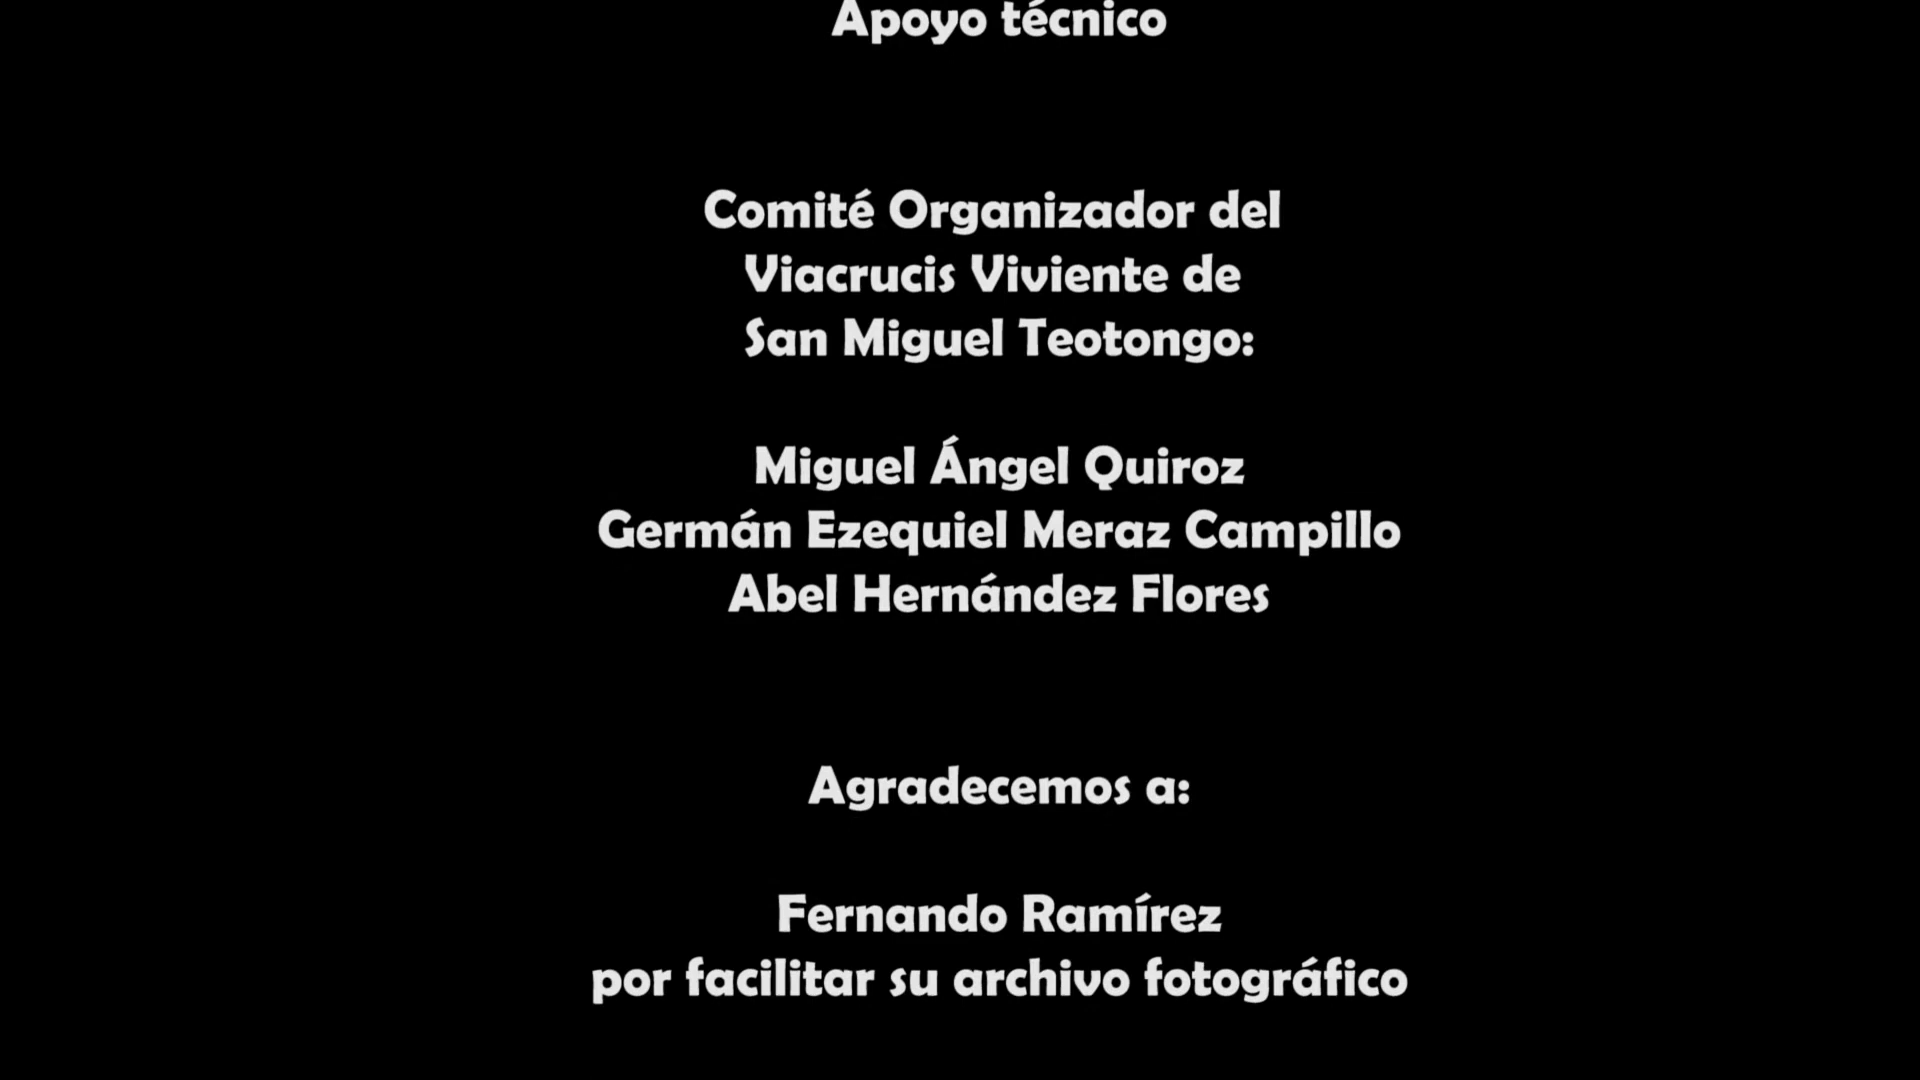 Apoyo técnico
Comité Organizador del
Viacrucis Viviente de
San Miguel Teotongo:
Miguel Ángel Quiroz
Germán Ezequiel Meraz Campillo
Abel Hernández Flores
Agradecemos a:
Fernando Ramírez
por facilitar su archivo fotográfico